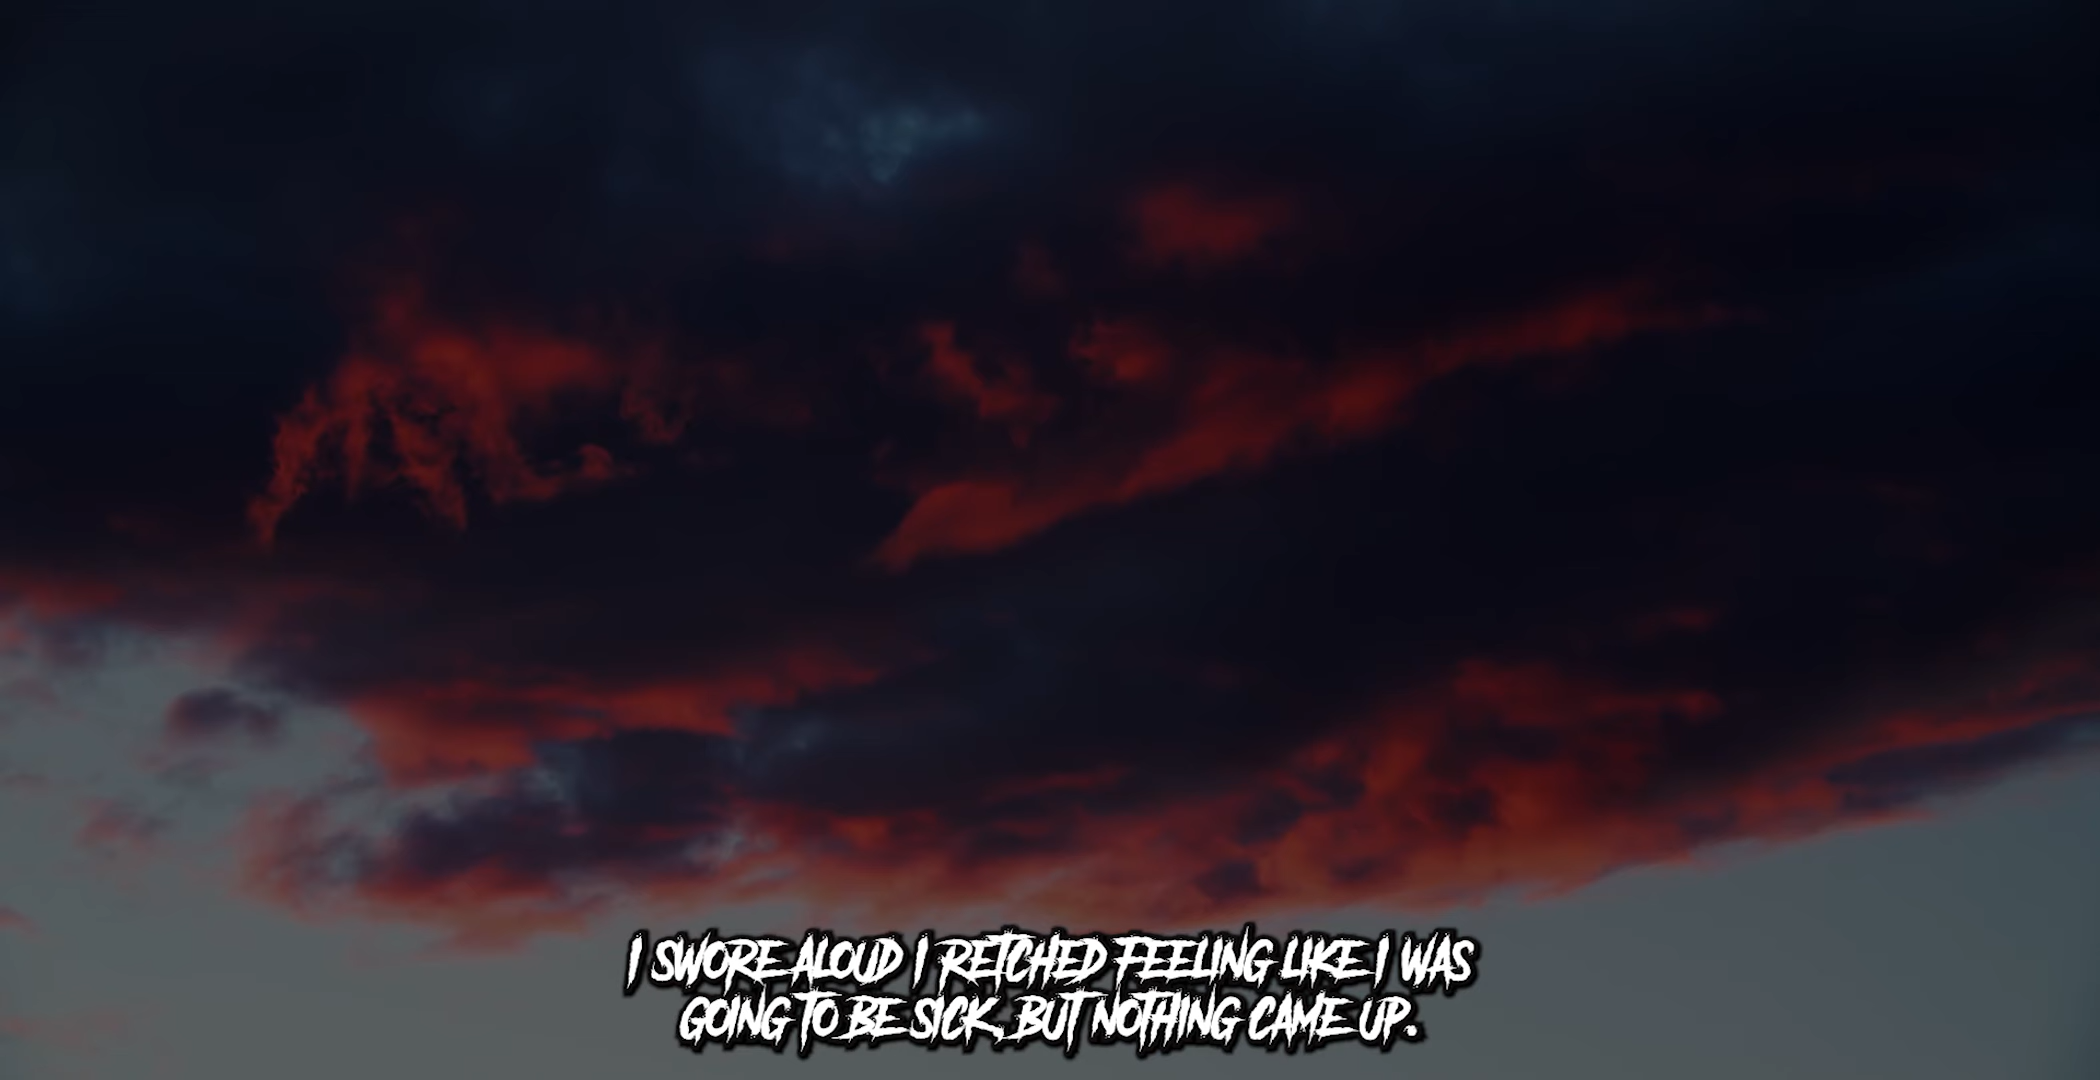 I SWORE ALOUD I RETCHED FEELING LIKE I WAS
GOING TO BE SICK, BUT NOTHING CAME UP.